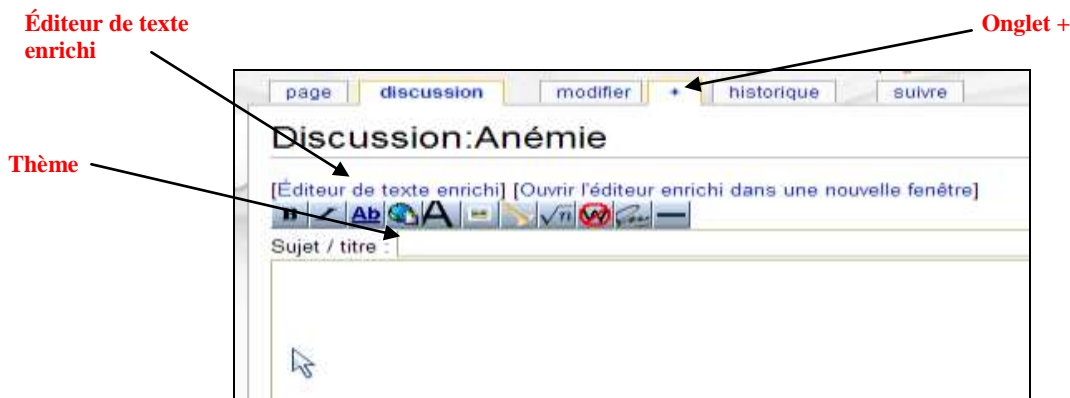 Éditeur de texte
enrichi
Onglet +
page discussion modifier + historique suivre
Discussion:Anémie
Thème
[Éditeur de texte enrichi] [Ouvrir l'éditeur enrichi dans une nouvelle fenêtre]
B I Ab A √n W
Sujet / titre :